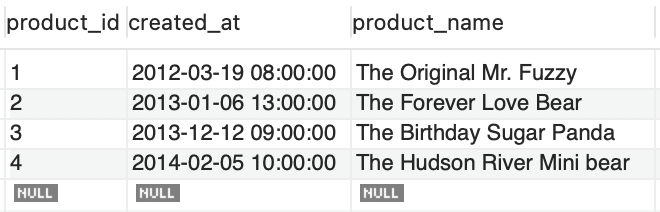 product_id created_at product_name
1 2012-03-19 08:00:00 The Original Mr. Fuzzy
2 2013-01-06 13:00:00 The Forever Love Bear
3 2013-12-12 09:00:00 The Birthday Sugar Panda
4 2014-02-05 10:00:00 The Hudson River Mini bear
NULL NULL NULL